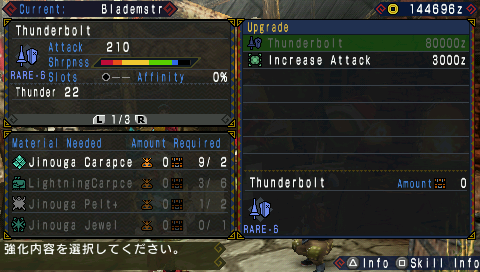 Current: Blademstr
144696z
Thunderbolt
Attack 210
Shrpnss
RARE-6 Slots ●-- Affinity 0%
Thunder 22
L 1/3 R
Material Needed Amount Required
Jinouga Carapce 0 9/ 2
LightningCarpce 0 3/ 6
Jinouga Pelt+ 0 1/ 2
Jinouga Jewel 0 0/ 1
Upgrade
Thunderbolt 80000z
Increase Attack 3000z
Thunderbolt Amount 0
RARE-6
強化内容を選択してください。
△ Info □ Skill Info